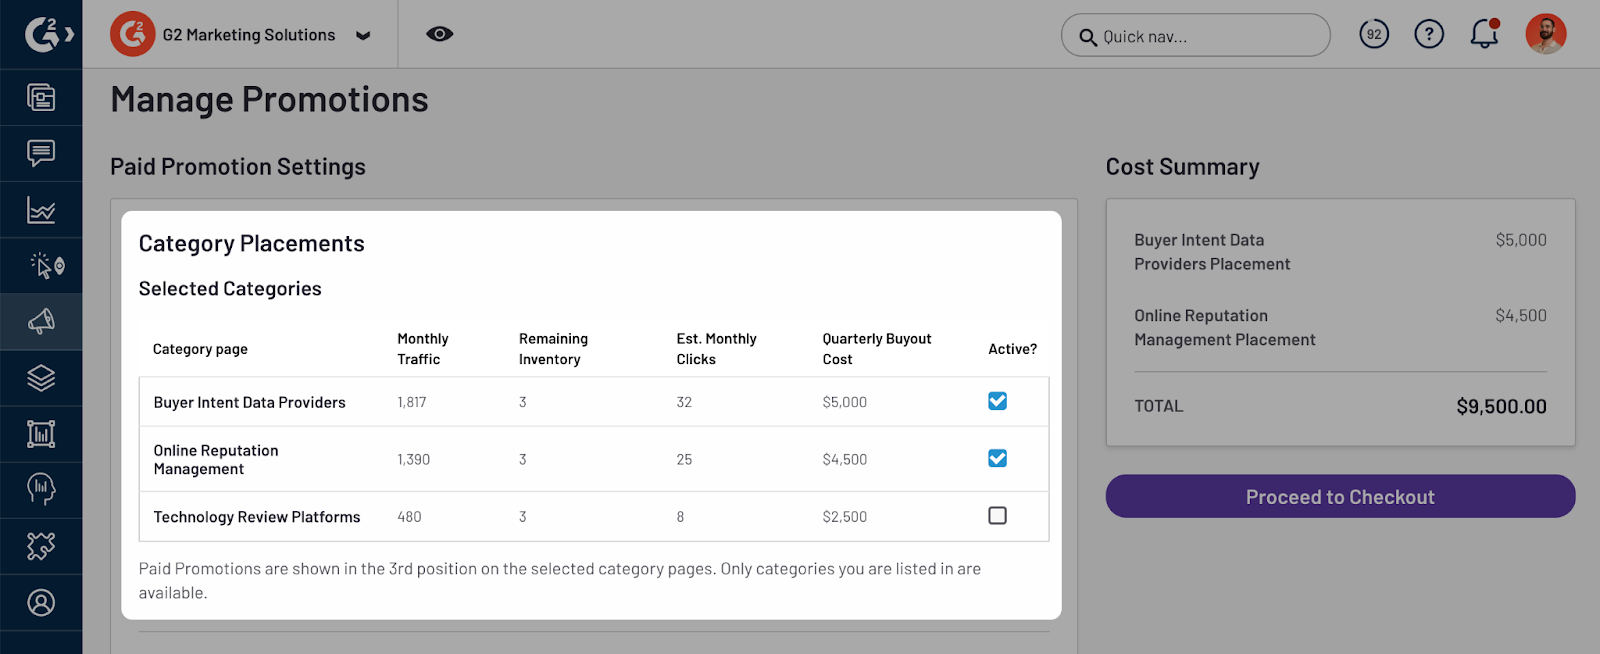 G2
G2 G2 Marketing Solutions
Quick nav...
92
?
Manage Promotions
Paid Promotion Settings
Cost Summary
Category Placements
Selected Categories
Category page Monthly Traffic Remaining Inventory Est. Monthly Clicks Quarterly Buyout Cost Active?
Buyer Intent Data Providers 1,817 3 32 $5,000
Online Reputation
Management 1,390 3 25 $4,500
Technology Review Platforms 480 3 8 $2,500
Paid Promotions are shown in the 3rd position on the selected category pages. Only categories you are listed in are
available.
Buyer Intent Data $5,000
Providers Placement
Online Reputation $4,500
Management Placement
TOTAL $9,500.00
Proceed to Checkout